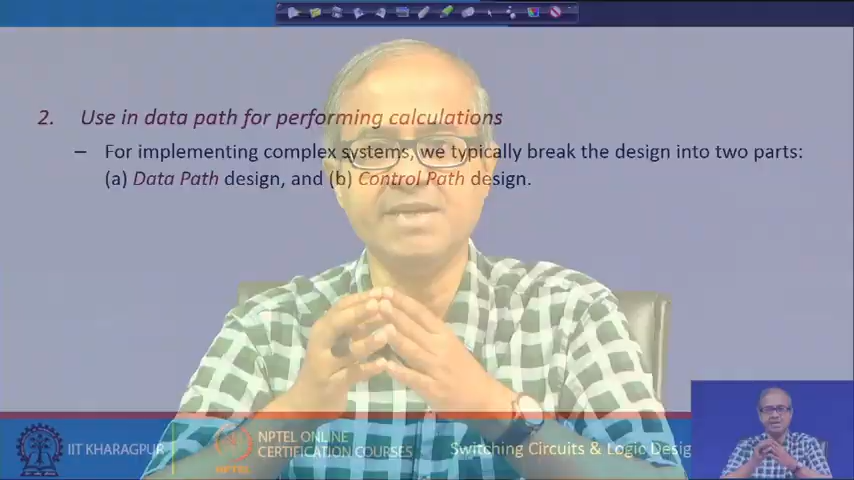 2. Use in data path for performing calculations
– For implementing complex systems, we typically break the design into two parts:
(a) Data Path design, and (b) Control Path design.
IIT KHARAGPUR
NPTEL
NPTEL ONLINE
CERTIFICATION COURSES
Switching Circuits & Logic Desig